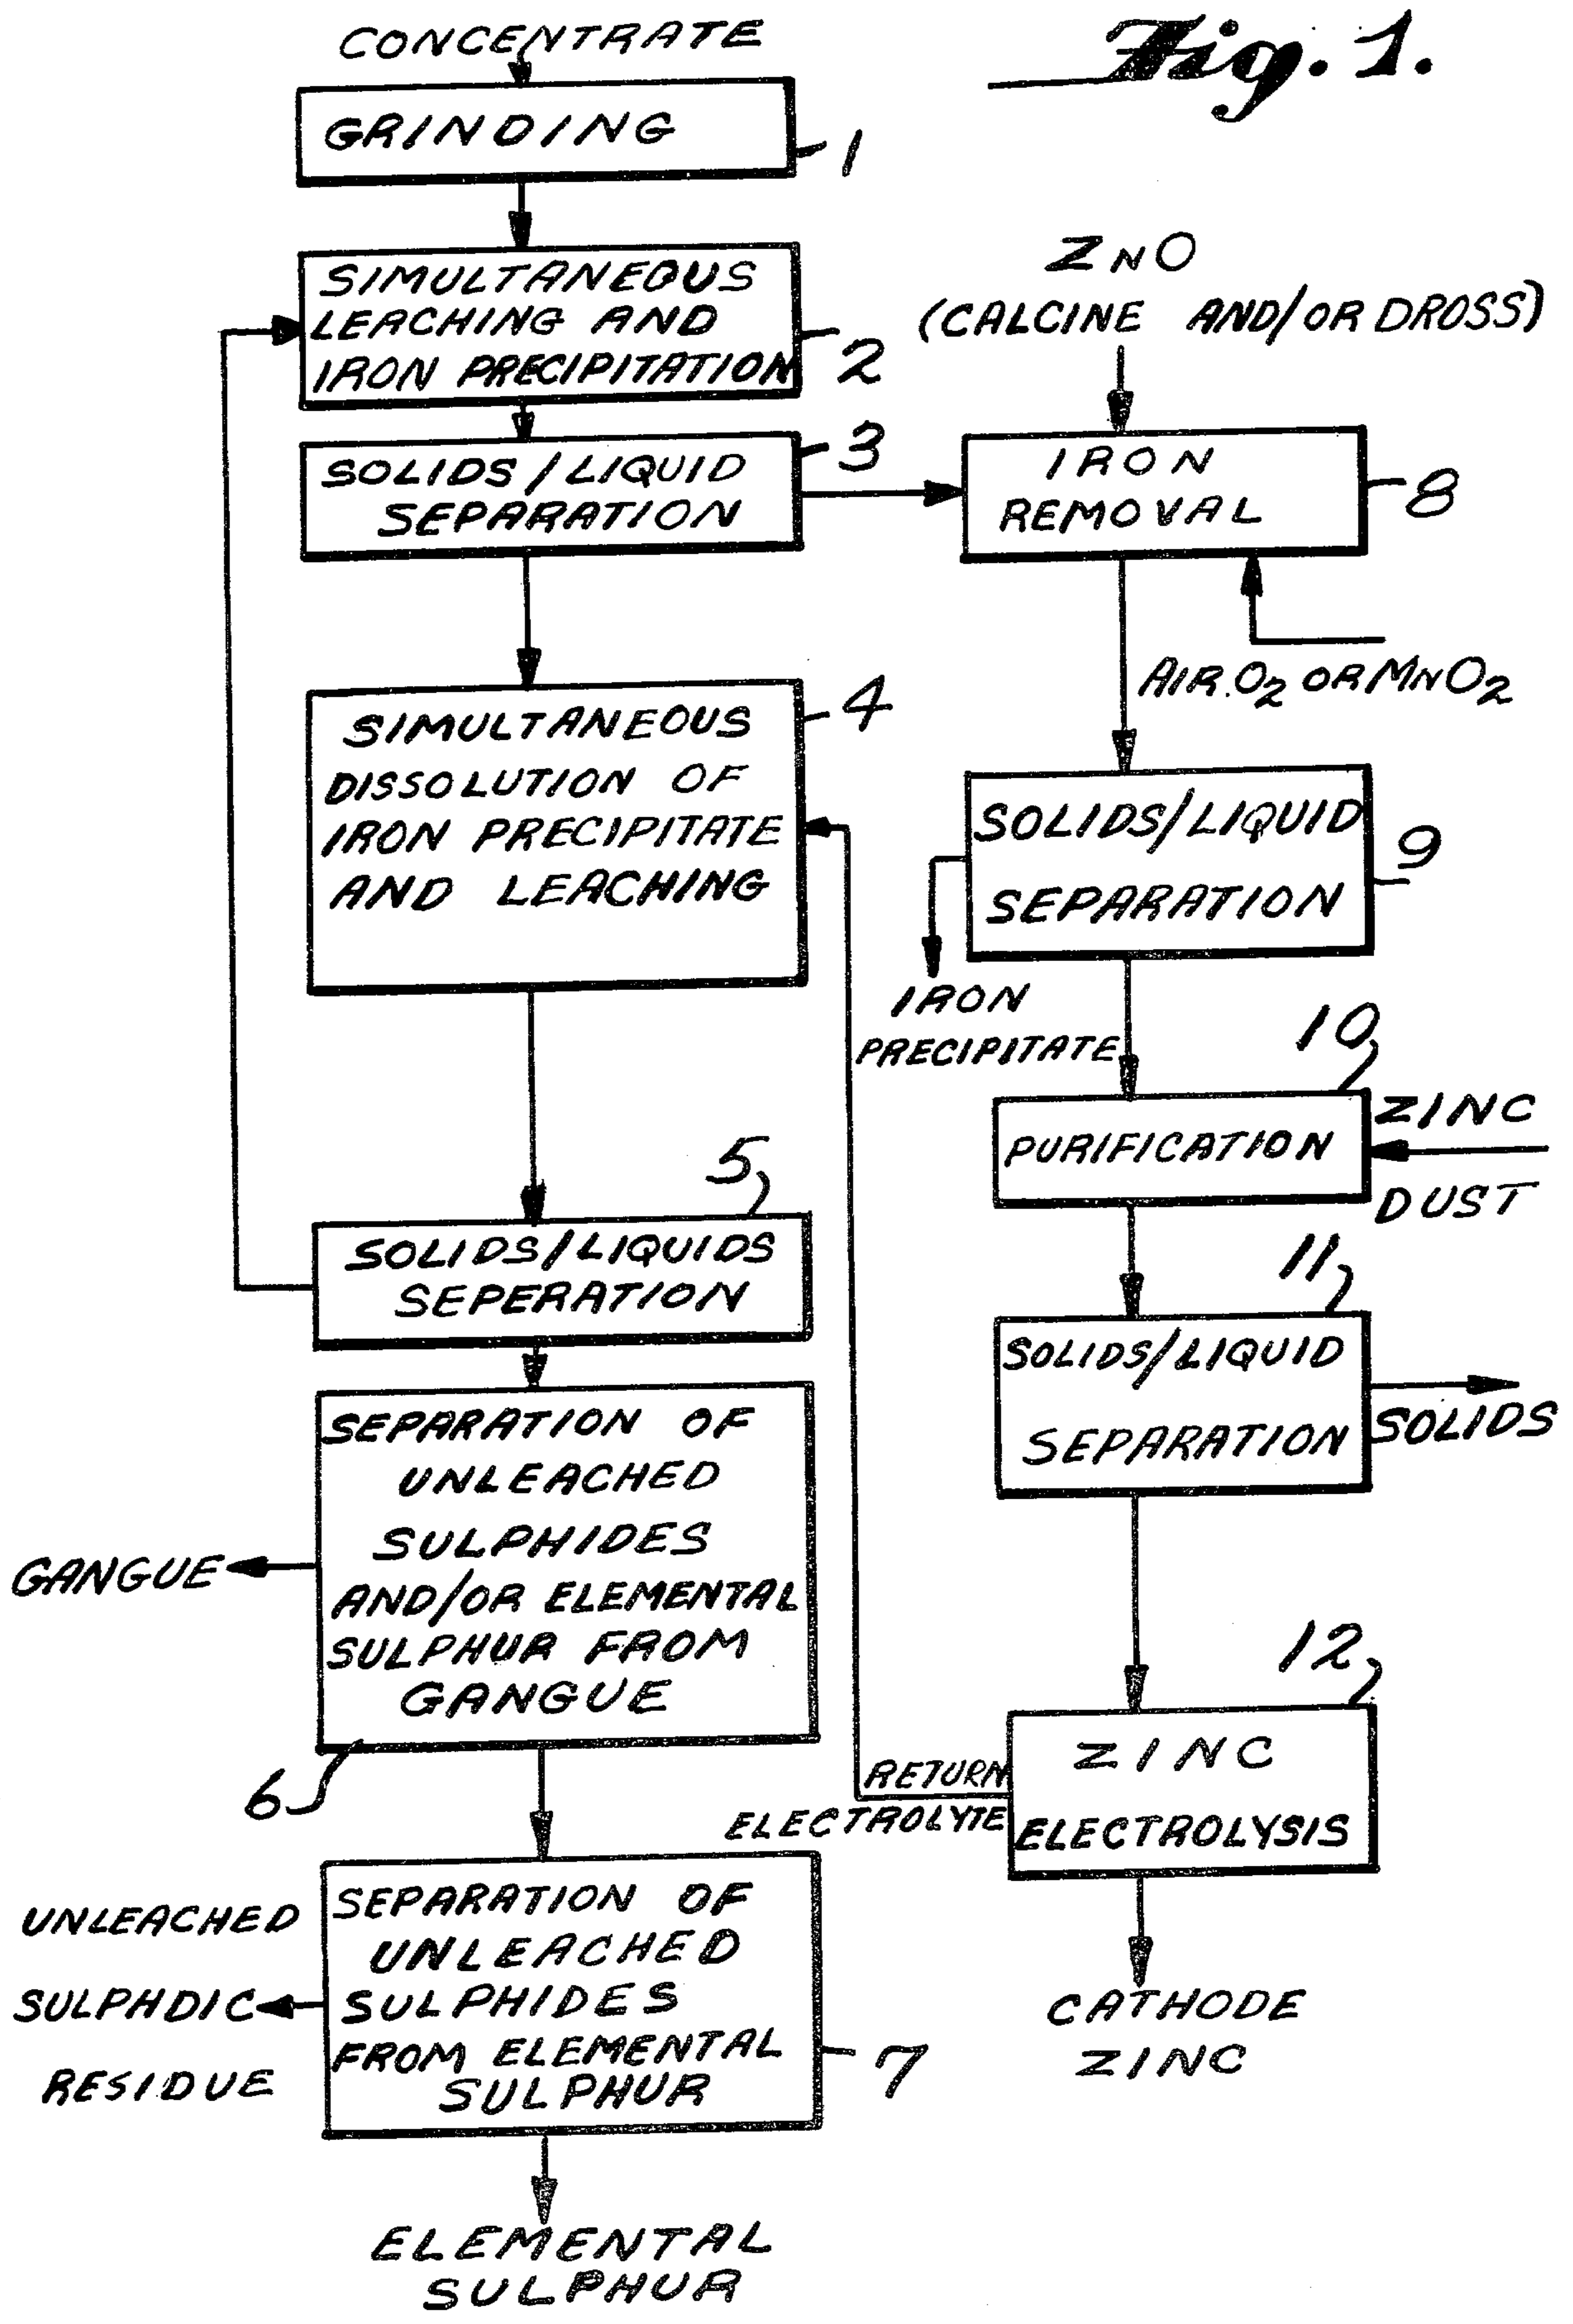 Fig. 1.
CONCENTRATE
GRINDING
1
SIMULTANEOUS
LEACHING AND
IRON PRECIPITATION
2
SOLIDS/LIQUID
SEPARATION
3
SIMULTANEOUS
DISSOLUTION OF
IRON PRECIPITATE
AND LEACHING
4
SOLIDS/LIQUIDS
SEPERATION
5
SEPARATION OF
UNLEACHED
SULPHIDES
AND/OR ELEMENTAL
SULPHUR FROM
GANGUE
6
GANGUE
SEPARATION OF
UNLEACHED
SULPHIDES
FROM ELEMENTAL
SULPHUR
7
UNLEACHED
SULPHDIC
RESIDUE
ELEMENTAL
SULPHUR
ZNO
(CALCINE AND/OR DROSS)
IRON
REMOVAL
8
AIR.O2 OR MNO2
SOLIDS/LIQUID
SEPARATION
9
IRON
PRECIPITATE
10
PURIFICATION
ZINC
DUST
11
SOLIDS/LIQUID
SEPARATION
SOLIDS
12
ZINC
ELECTROLYSIS
RETURN
ELECTROLYTE
CATHODE
ZINC